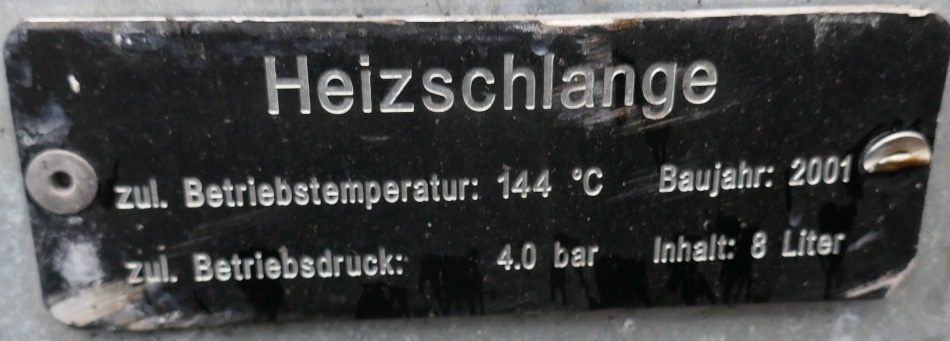 Heizschlange
zul. Betriebstemperatur: 144 °C Baujahr: 2001
zul. Betriebsdruck: 4.0 bar Inhalt: 8 Liter